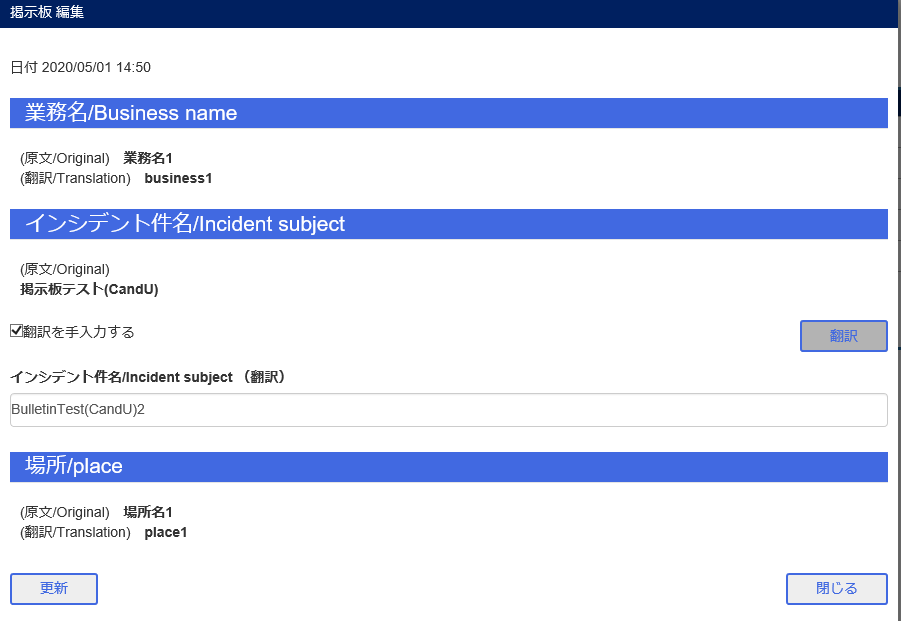 掲示板 編集
日付 2020/05/01 14:50
業務名/Business name
(原文/Original) 業務名1
(翻訳/Translation) business1
インシデント件名/Incident subject
(原文/Original)
掲示板テスト(CandU)
翻訳を手入力する
翻訳
インシデント件名/Incident subject （翻訳）
BulletinTest(CandU)2
場所/place
(原文/Original) 場所名1
(翻訳/Translation) place1
更新
閉じる